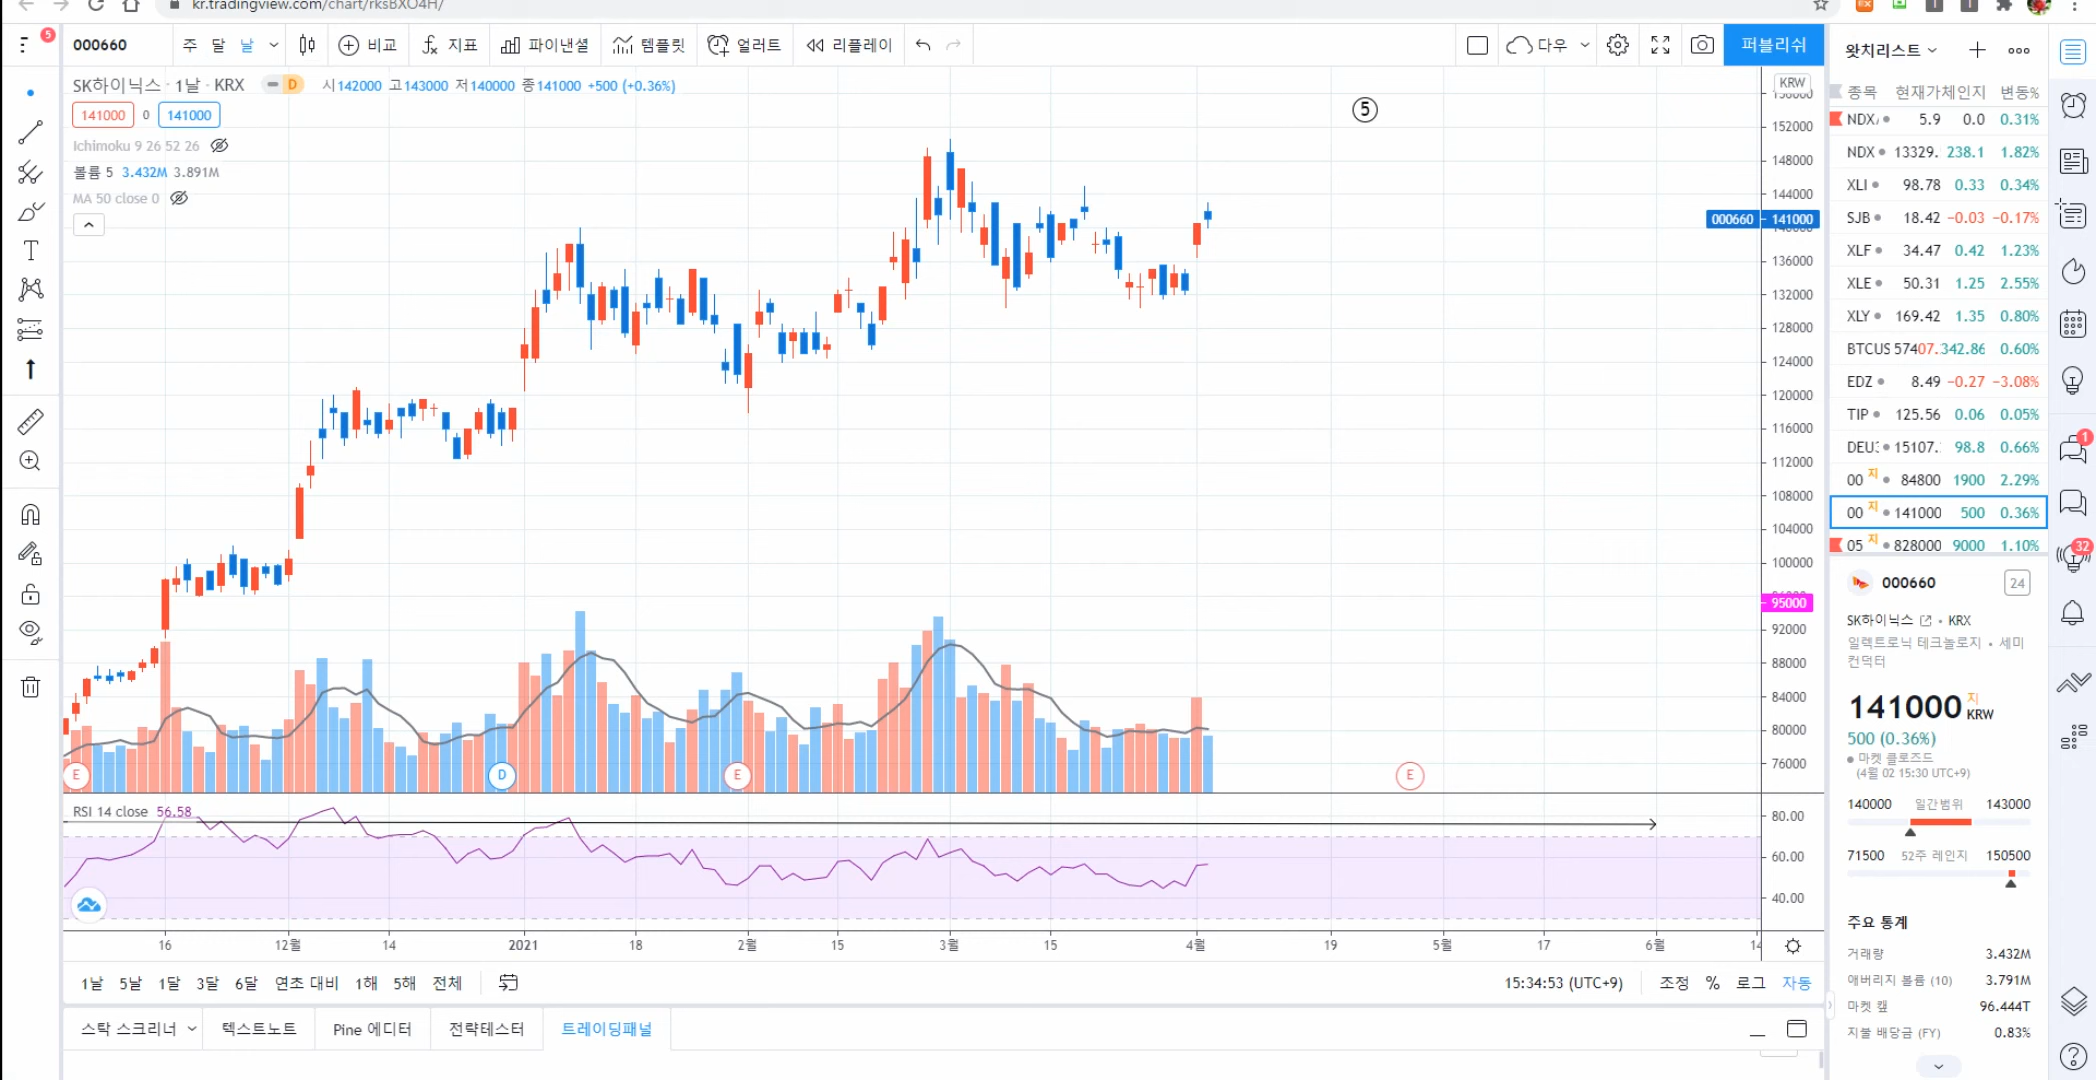 kr.tradingview.com/chart/rksBXO4H/
5
000660 주 달 날 비교 지표 파이낸셜 템플릿 얼러트 리플레이 다우 퍼블리쉬
SK하이닉스 · 1날 · KRX D 시142000 고143000 저140000 종141000 +500 (+0.36%)
141000 0 141000
Ichimoku 9 26 52 26
볼륨 5 3.432M 3.891M
MA 50 close 0
⑤
KRW
152000
148000
144000
000660 141000
136000
132000
128000
124000
120000
116000
112000
108000
104000
100000
95000
92000
88000
84000
80000
76000
E D E E
RSI 14 close 56.58
80.00
60.00
40.00
16 12월 14 2021 18 2월 15 3월 15 4월 19 5월 17 6월 14
1날 5날 1달 3달 6달 연초 대비 1해 5해 전체 15:34:53 (UTC+9) 조정 % 로그 자동
스탁 스크리너 텍스트노트 Pine 에디터 전략테스터 트레이딩패널
왓치리스트
종목 현재가 체인지 변동%
NDX/ 5.9 0.0 0.31%
NDX 13329. 238.1 1.82%
XLI 98.78 0.33 0.34%
SJB 18.42 −0.03 −0.17%
XLF 34.47 0.42 1.23%
XLE 50.31 1.25 2.55%
XLY 169.42 1.35 0.80%
BTCUS 57407. 342.86 0.60%
EDZ 8.49 −0.27 −3.08%
TIP 125.56 0.06 0.05%
DEU: 15107. 98.8 0.66%
00 지 84800 1900 2.29%
00 지 141000 500 0.36%
05 지 828000 9000 1.10%
000660 24
SK하이닉스 • KRX
일렉트로닉 테크놀로지 • 세미
컨덕터
141000 지 KRW
500 (0.36%)
마켓 클로즈드
(4월 02 15:30 UTC+9)
140000 일간범위 143000
71500 52주 레인지 150500
주요 통계
거래량 3.432M
애버리지 볼륨 (10) 3.791M
마켓 캪 96.444T
지불 배당금 (FY) 0.83%
1
32